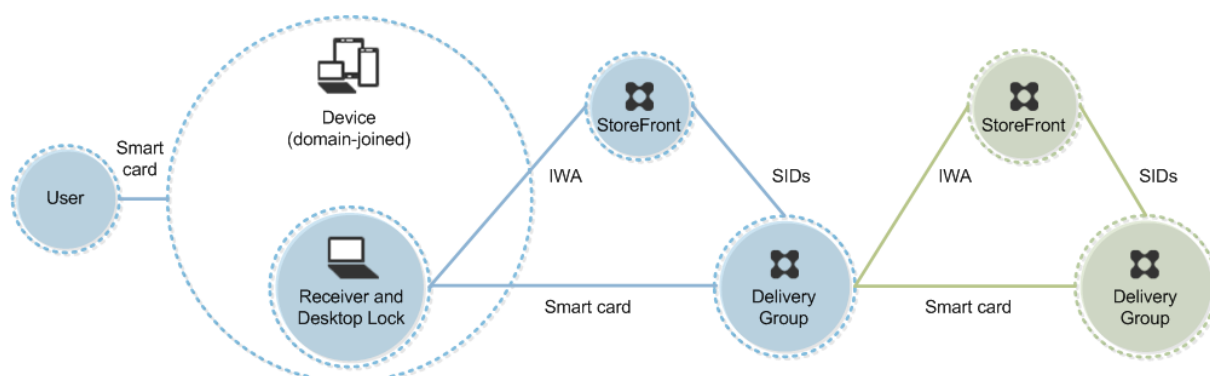 User
Smart
card
Device
(domain-joined)
Receiver and
Desktop Lock
IWA
StoreFront
SIDs
Smart card
Delivery
Group
IWA
StoreFront
SIDs
Smart card
Delivery
Group